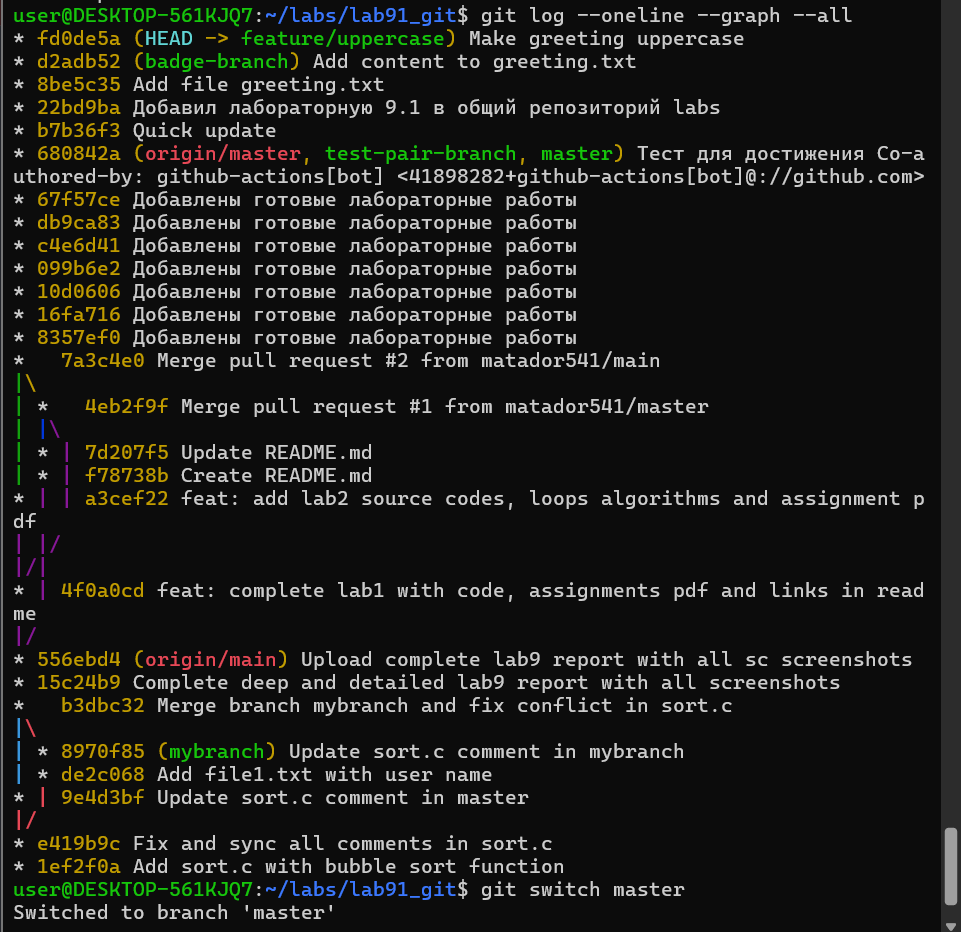 user@DESKTOP-561KJQ7:~/labs/lab91_git$ git log --oneline --graph --all
* fd0de5a (HEAD -> feature/uppercase) Make greeting uppercase
* d2adb52 (badge-branch) Add content to greeting.txt
* 8be5c35 Add file greeting.txt
* 22bd9ba Добавил лабораторную 9.1 в общий репозиторий labs
* b7b36f3 Quick update
* 680842a (origin/master, test-pair-branch, master) Тест для достижения Co-a
uthored-by: github-actions[bot] <41898282+github-actions[bot]@://github.com>
* 67f57ce Добавлены готовые лабораторные работы
* db9ca83 Добавлены готовые лабораторные работы
* c4e6d41 Добавлены готовые лабораторные работы
* 099b6e2 Добавлены готовые лабораторные работы
* 10d0606 Добавлены готовые лабораторные работы
* 16fa716 Добавлены готовые лабораторные работы
* 8357ef0 Добавлены готовые лабораторные работы
*   7a3c4e0 Merge pull request #2 from matador541/main
|\
| *   4eb2f9f Merge pull request #1 from matador541/master
| |\
| * | 7d207f5 Update README.md
| * | f78738b Create README.md
* | | a3cef22 feat: add lab2 source codes, loops algorithms and assignment p
df
| |/
|/|
* | 4f0a0cd feat: complete lab1 with code, assignments pdf and links in read
me
|/
* 556ebd4 (origin/main) Upload complete lab9 report with all sc screenshots
* 15c24b9 Complete deep and detailed lab9 report with all screenshots
*   b3dbc32 Merge branch mybranch and fix conflict in sort.c
|\
| * 8970f85 (mybranch) Update sort.c comment in mybranch
| * de2c068 Add file1.txt with user name
* | 9e4d3bf Update sort.c comment in master
|/
* e419b9c Fix and sync all comments in sort.c
* 1ef2f0a Add sort.c with bubble sort function
user@DESKTOP-561KJQ7:~/labs/lab91_git$ git switch master
Switched to branch 'master'